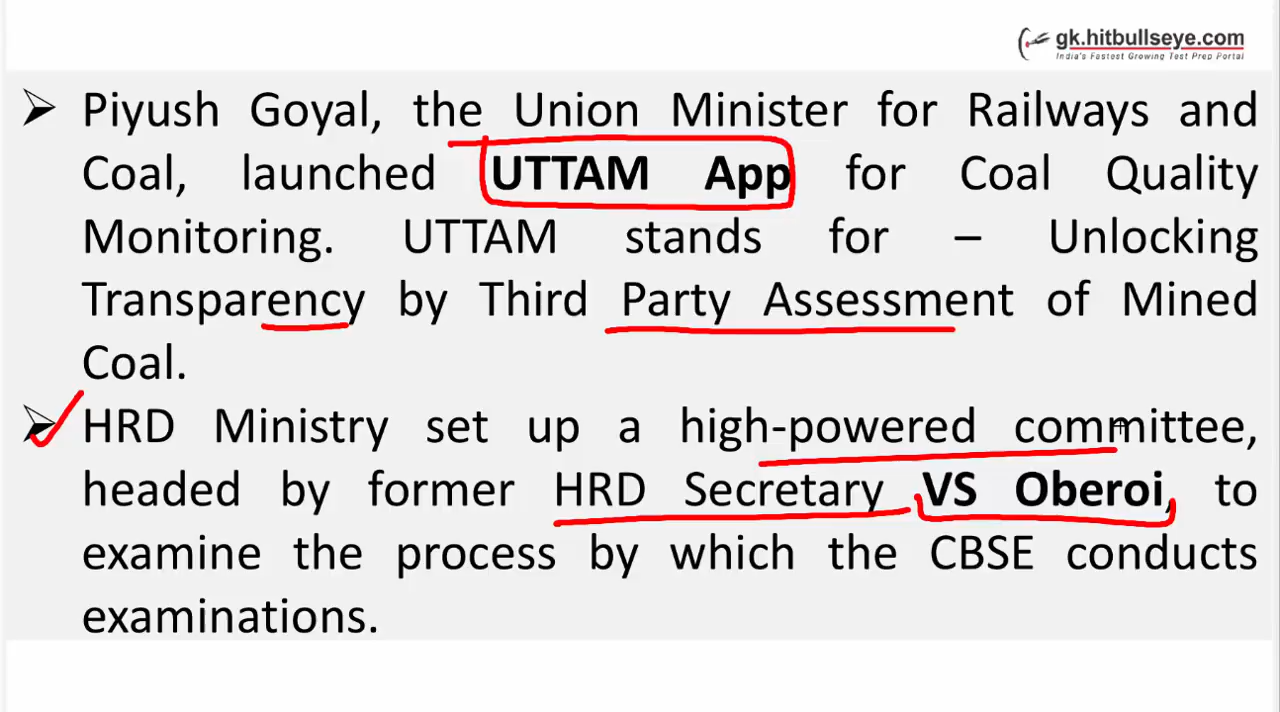 gk.hitbullseye.com
India's Fastest Growing Test Prep Portal
Piyush Goyal, the Union Minister for Railways and
Coal, launched UTTAM App for Coal Quality
Monitoring. UTTAM stands for – Unlocking
Transparency by Third Party Assessment of Mined
Coal.
HRD Ministry set up a high-powered committee,
headed by former HRD Secretary VS Oberoi, to
examine the process by which the CBSE conducts
examinations.